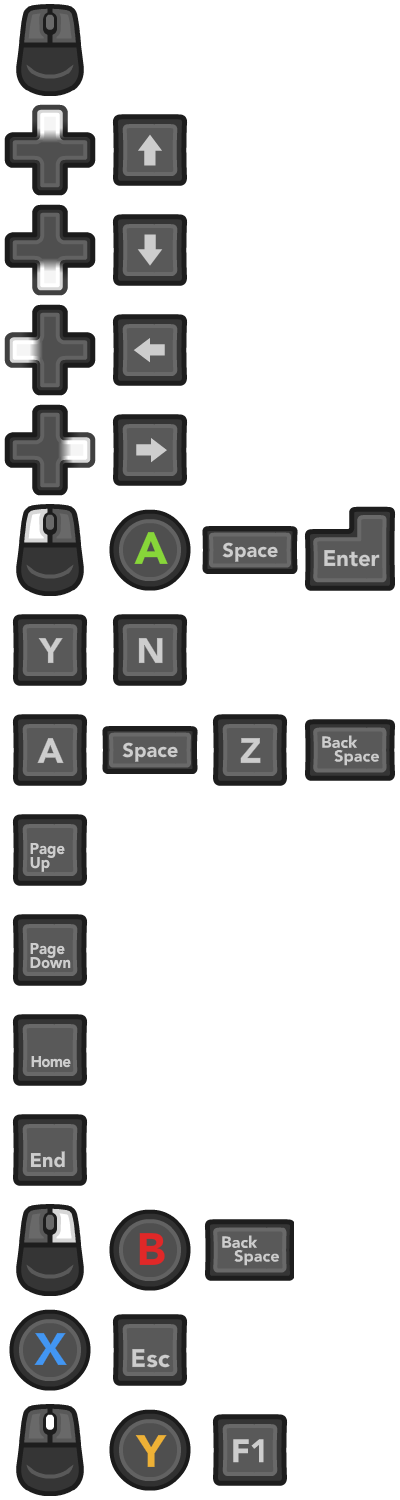 A Space Enter
Y N
A Space Z Back Space
Page
Up
Page
Down
Home
End
B Back Space
X Esc
Y F1